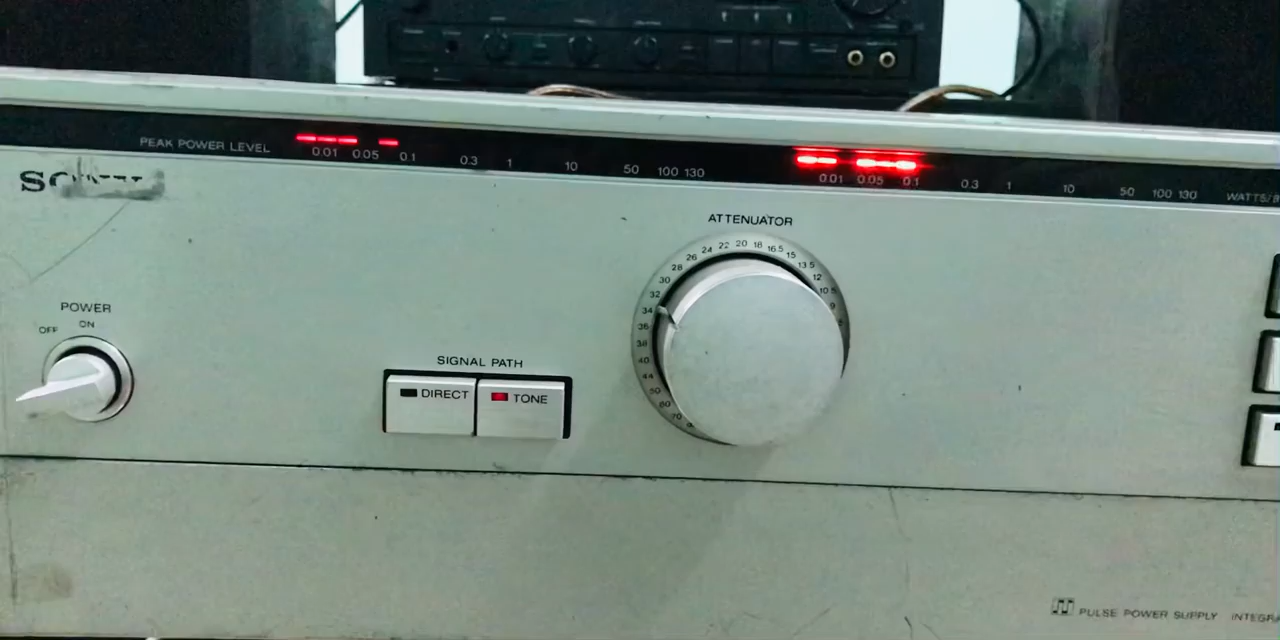 PEAK POWER LEVEL 0.01 0.05 0.1 0.3 1 10 50 100 130 0.01 0.05 0.1 0.3 1 10 50 100 130
ATTENUATOR
40 38 36 34 32 30 28 26 24 22 20 18 16.5 15 13.5 12 10.5 9
44 50 60 70
POWER
OFF ON
SIGNAL PATH
DIRECT TONE
PULSE POWER SUPPLY